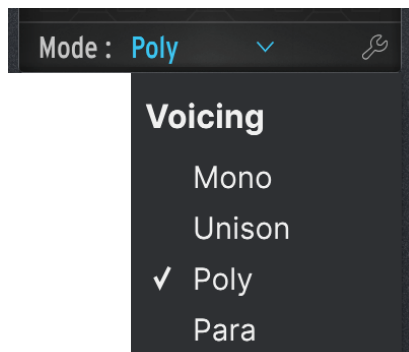 Mode : Poly
Voicing
Mono
Unison
✓ Poly
Para